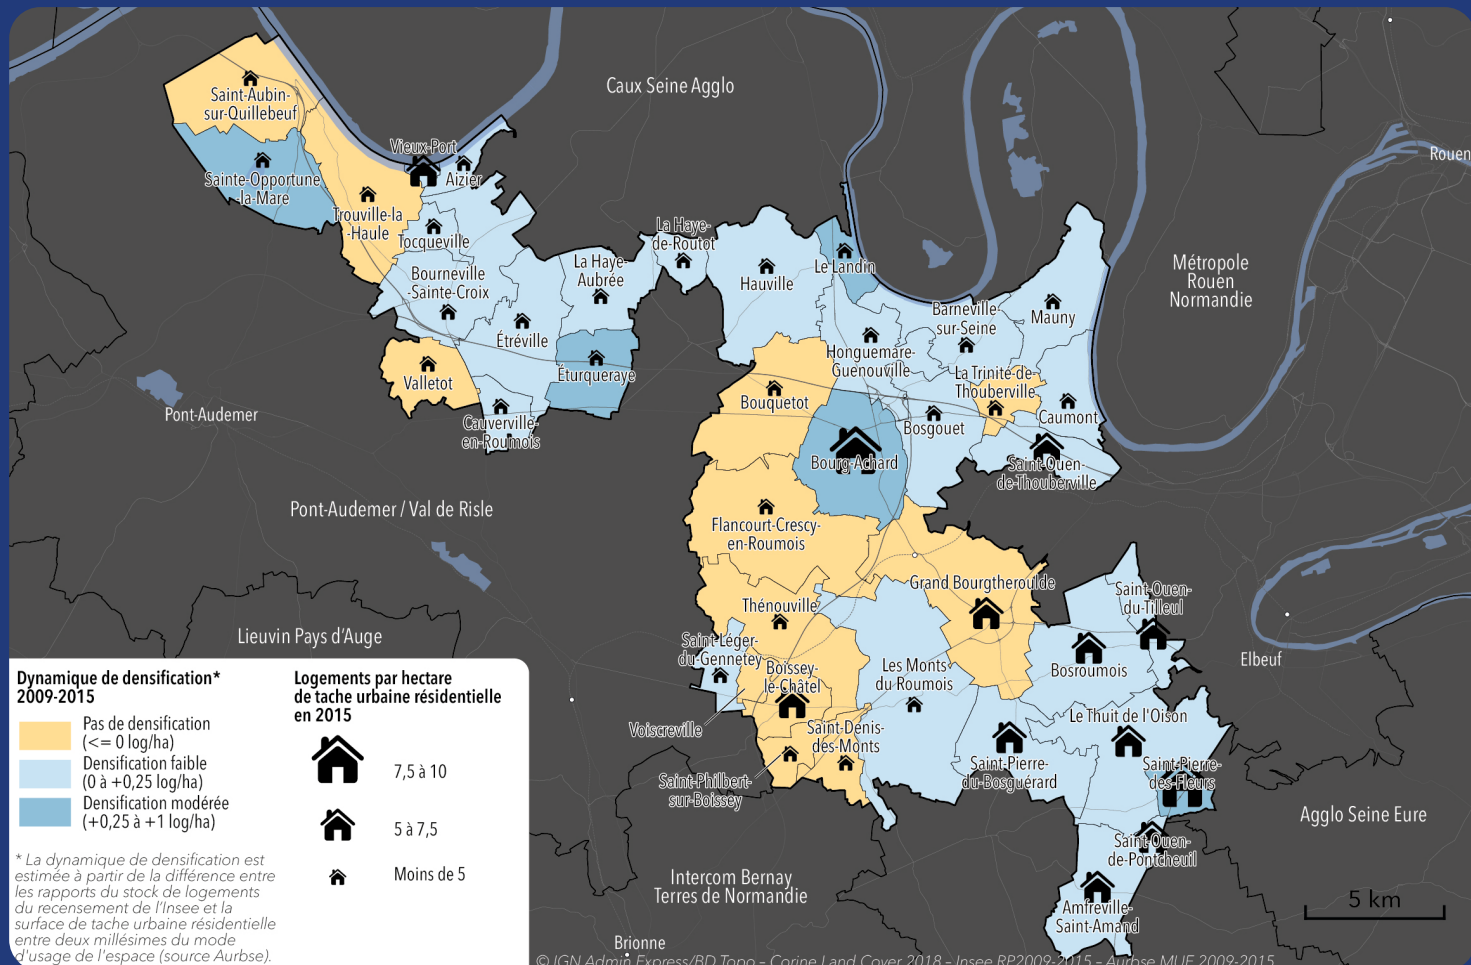 Caux Seine Agglo
Rouen
Saint-Aubin-
sur-Quillebeuf
Vieux-Port
Aizier
Sainte-Opportune
-la-Mare
Trouville-la
-Haule
Tocqueville
La Haye-
de-Routot
Bourneville
-Sainte-Croix
La Haye-
Aubrée
Hauville
Le Landin
Métropole
Rouen
Normandie
Étréville
Barneville-
sur-Seine
Mauny
Honguemare-
Guenouville
Valletot
Éturqueraye
La Trinité-de-
Thouberville
Bouquetot
Pont-Audemer
Cauverville-
en-Roumois
Bosgouet
Caumont
Bourg-Achard
Saint-Ouen-
de-Thouberville
Pont-Audemer / Val de Risle
Flancourt-Crescy-
en-Roumois
Grand Bourgtheroulde
Saint-Ouen-
du-Tilleul
Thénouville
Lieuvin Pays d'Auge
Saint-Léger-
du-Gennetey
Boissey-
le-Châtel
Les Monts
du Roumois
Bosroumois
Elbeuf
Voiscreville
Saint-Denis-
des-Monts
Le Thuit de l'Oison
Saint-Philbert-
sur-Boissey
Saint-Pierre-
du-Bosguérard
Saint-Pierre-
des-Fleurs
Agglo Seine Eure
Saint-Ouen-
de-Pontcheuil
Intercom Bernay
Terres de Normandie
Amfreville-
Saint-Amand
Brionne
5 km
Dynamique de densification*
2009-2015
Pas de densification
(<= 0 log/ha)
Densification faible
(0 à +0,25 log/ha)
Densification modérée
(+0,25 à +1 log/ha)
Logements par hectare
de tache urbaine résidentielle
en 2015
7,5 à 10
5 à 7,5
Moins de 5
* La dynamique de densification est
estimée à partir de la différence entre
les rapports du stock de logements
du recensement de l'Insee et la
surface de tache urbaine résidentielle
entre deux millésimes du mode
d'usage de l'espace (source Aurbse).
© IGN Admin Express/BD Topo - Corine Land Cover 2018 - Insee RP2009-2015 - Aurbse MUE 2009-2015